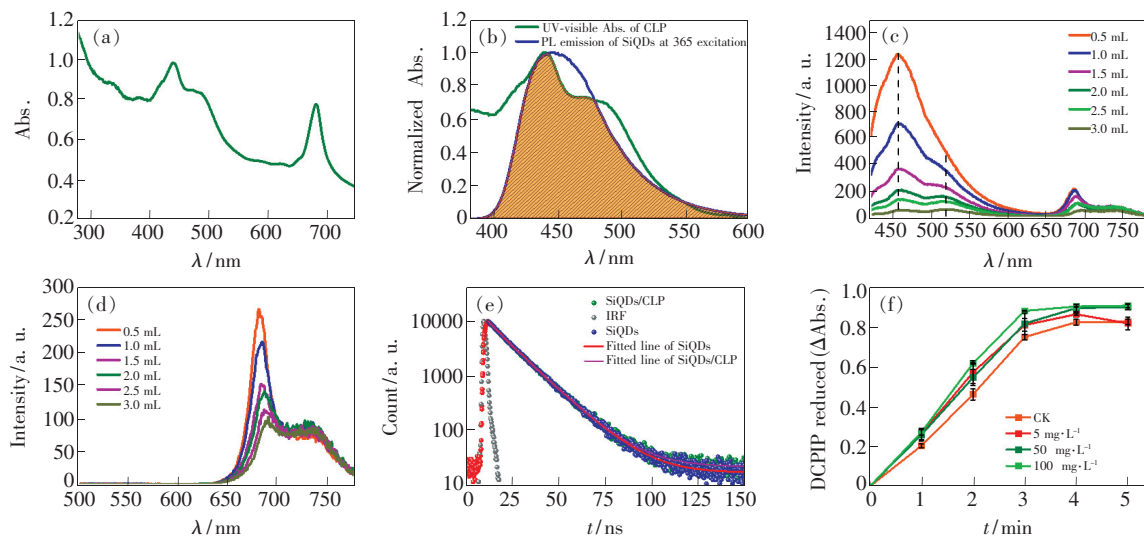 (a)
Abs.
1.2
1.0
0.8
0.6
0.4
0.2
300
400
500
600
700
λ/nm
(b)
UV-visible Abs. of CLP
PL emission of SiQDs at 365 excitation
Normalized Abs.
1.2
1.0
0.8
0.6
0.4
0.2
0
400
450
500
550
600
λ/nm
(c)
0.5 mL
1.0 mL
1.5 mL
2.0 mL
2.5 mL
3.0 mL
Intensity/a. u.
1400
1200
1000
800
600
400
200
0
450
500
550
600
650
700
750
λ/nm
(d)
0.5 mL
1.0 mL
1.5 mL
2.0 mL
2.5 mL
3.0 mL
Intensity/a. u.
300
250
200
150
100
50
0
500
550
600
650
700
750
λ/nm
(e)
SiQDs/CLP
IRF
SiQDs
Fitted line of SiQDs
Fitted line of SiQDs/CLP
Count/a. u.
10000
1000
100
10
0
25
50
75
100
125
150
t/ns
(f)
CK
5 mg·L⁻¹
50 mg·L⁻¹
100 mg·L⁻¹
DCPIP reduced (ΔAbs.)
1.0
0.8
0.6
0.4
0.2
0
0
1
2
3
4
5
t/min